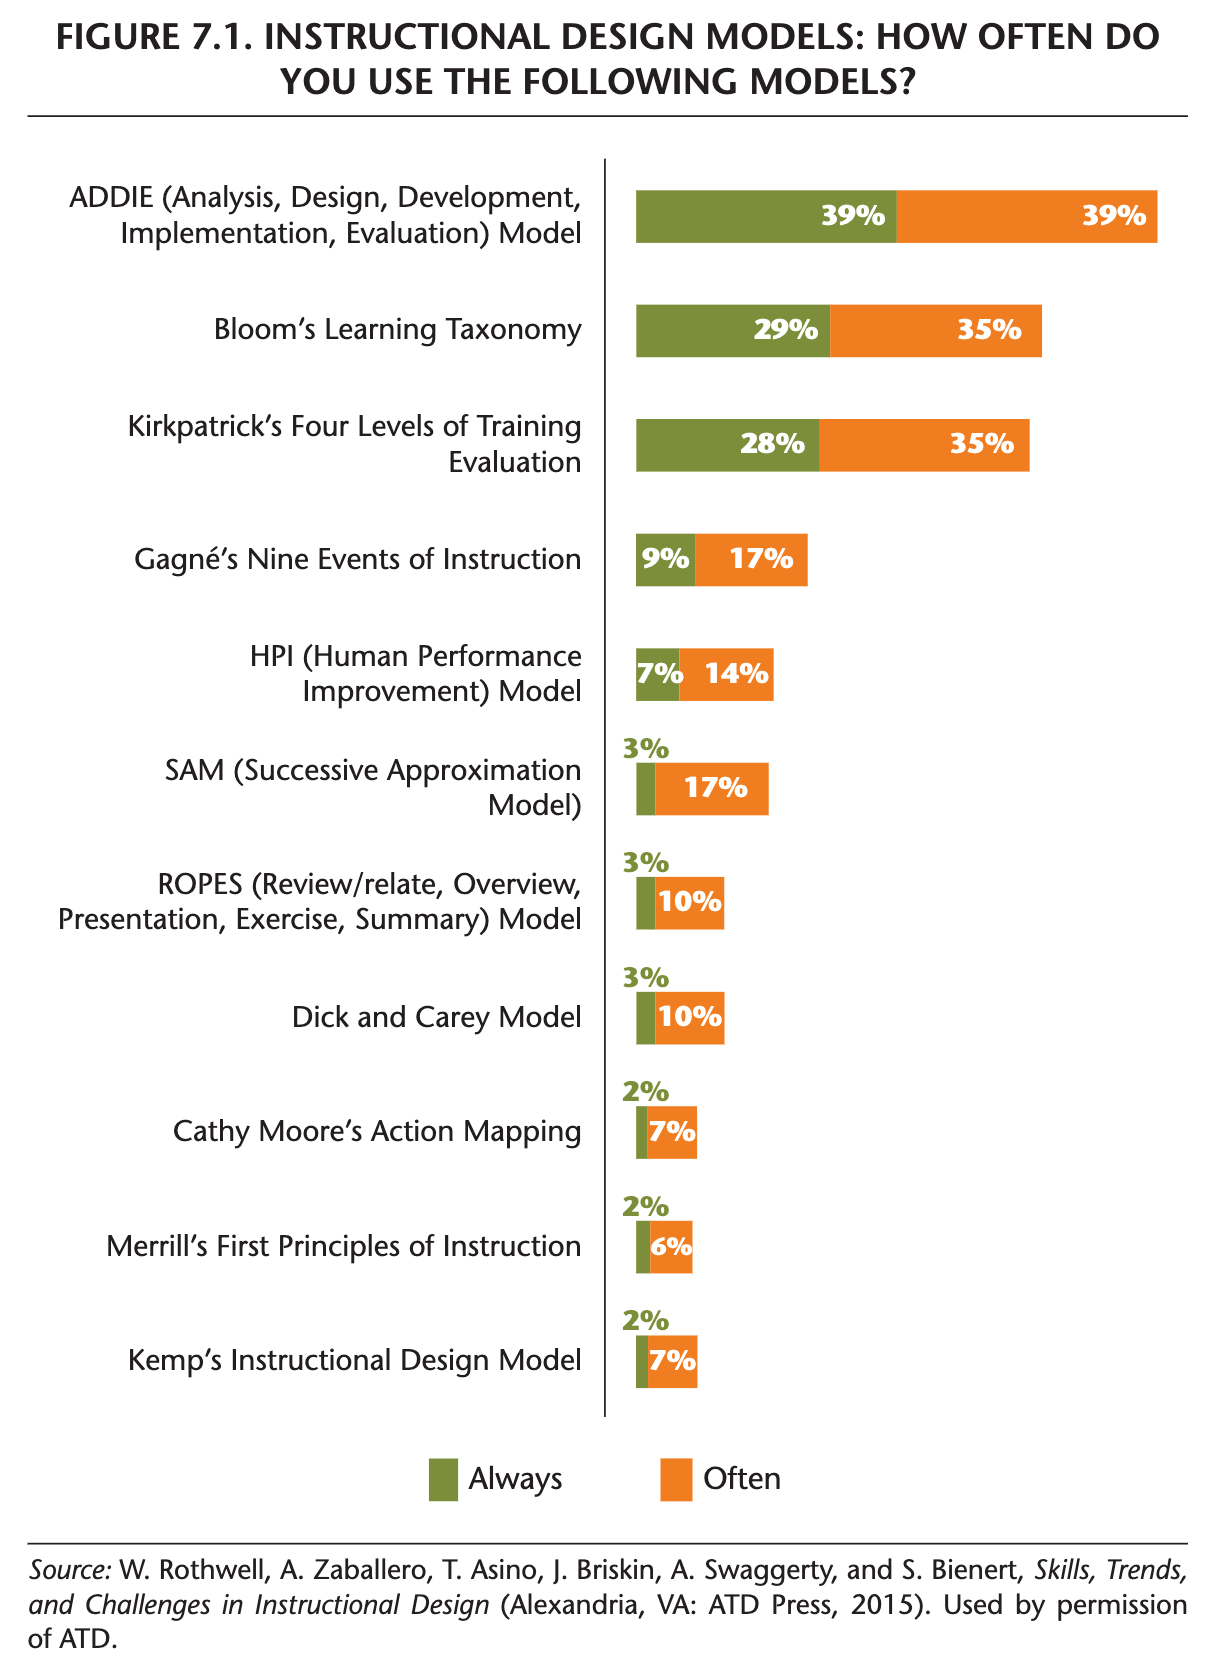 FIGURE 7.1. INSTRUCTIONAL DESIGN MODELS: HOW OFTEN DO
YOU USE THE FOLLOWING MODELS?
ADDIE (Analysis, Design, Development,
Implementation, Evaluation) Model
39% 39%
Bloom’s Learning Taxonomy
29% 35%
Kirkpatrick’s Four Levels of Training
Evaluation
28% 35%
Gagné’s Nine Events of Instruction
9% 17%
HPI (Human Performance
Improvement) Model
7% 14%
SAM (Successive Approximation
Model)
3%
17%
ROPES (Review/relate, Overview,
Presentation, Exercise, Summary) Model
3%
10%
Dick and Carey Model
3%
10%
Cathy Moore’s Action Mapping
2%
7%
Merrill’s First Principles of Instruction
2%
6%
Kemp’s Instructional Design Model
2%
7%
Always Often
Source: W. Rothwell, A. Zaballero, T. Asino, J. Briskin, A. Swaggerty, and S. Bienert, Skills, Trends,
and Challenges in Instructional Design (Alexandria, VA: ATD Press, 2015). Used by permission
of ATD.